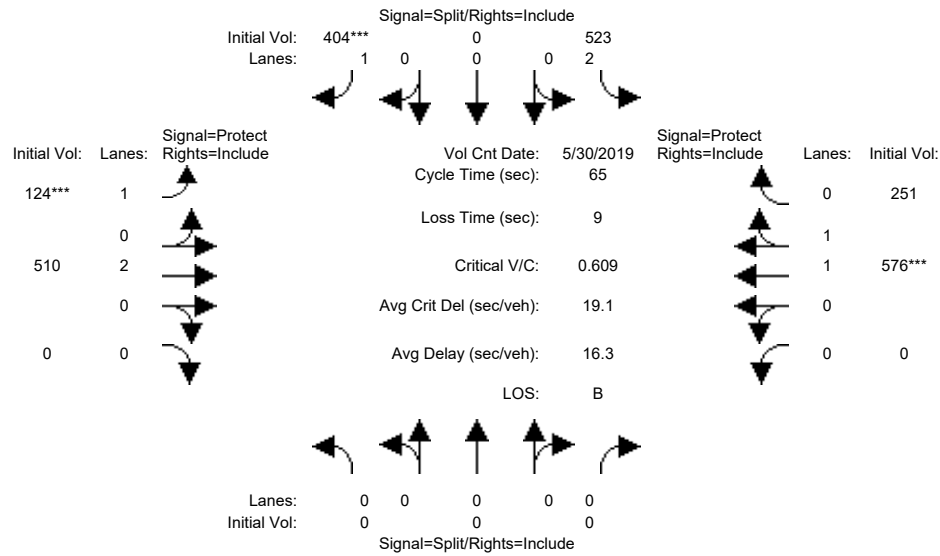 Signal=Split/Rights=Include
Initial Vol: 404*** 0 523
Lanes: 1 0 0 0 2
Signal=Protect
Initial Vol: Lanes: Rights=Include
Vol Cnt Date: 5/30/2019
Signal=Protect
Rights=Include Lanes: Initial Vol:
Cycle Time (sec): 65
124*** 1
0 251
Loss Time (sec): 9
0
1
510 2
Critical V/C: 0.609
1 576***
0
Avg Crit Del (sec/veh): 19.1
0
0 0
Avg Delay (sec/veh): 16.3
0 0
LOS: B
Lanes: 0 0 0 0 0
Initial Vol: 0 0 0
Signal=Split/Rights=Include